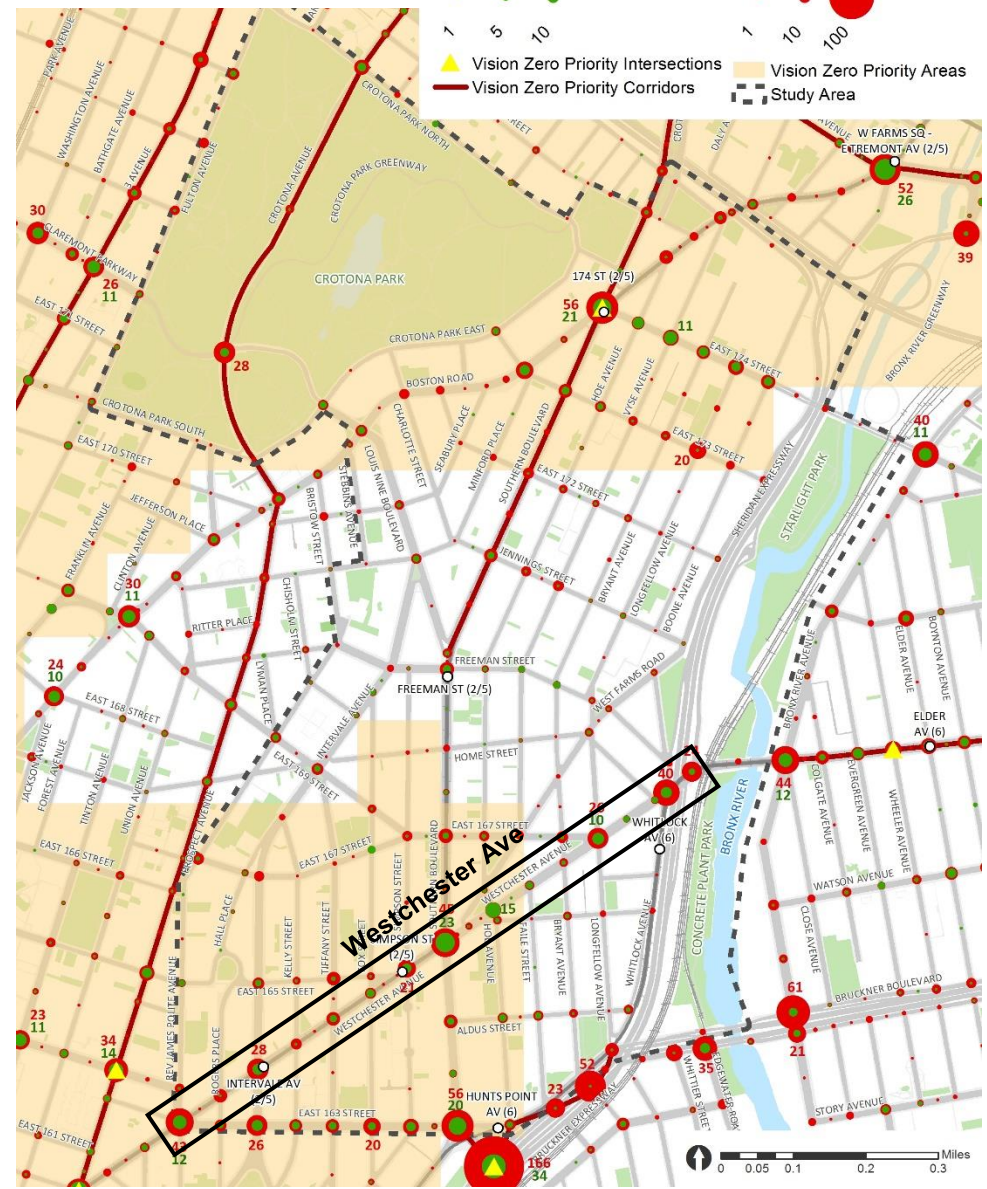 1 5 10
1 10 100
Vision Zero Priority Intersections
Vision Zero Priority Corridors
Vision Zero Priority Areas
Study Area
PARK AVENUE
WASHINGTON AVENUE
BATHGATE AVENUE
3 AVENUE
FULTON AVENUE
CROTONA AVENUE
CROTONA PARK NORTH
CROTONA PARK GREENWAY
W FARMS SQ -
E TREMONT AV (2/5)
52
26
39
30
CLAREMONT PARKWAY
26
11
CROTONA PARK
174 ST (2/5)
56
21
11
EAST 174 STREET
BRONX RIVER GREENWAY
28
CROTONA PARK EAST
BOSTON ROAD
HOE AVENUE
VYSE AVENUE
EAST 173 STREET
20
40
11
CROTONA PARK SOUTH
EAST 170 STREET
CHARLOTTE STREET
SEABURY PLACE
MINFORD PLACE
SOUTHERN BOULEVARD
EAST 172 STREET
SHERIDAN EXPRESSWAY
STARLIGHT PARK
LOUIS NINE BOULEVARD
STEBBINS AVENUE
BRISTOW STREET
JEFFERSON PLACE
FRANKLIN AVENUE
CLINTON AVENUE
JENNINGS STREET
BRYANT AVENUE
LONGFELLOW AVENUE
BOONE AVENUE
30
11
RITTER PLACE
CHISHOLM STREET
FREEMAN STREET
FREEMAN ST (2/5)
WEST FARMS ROAD
BRONX RIVER AVENUE
ELDER AVENUE
BOYNTON AVENUE
24
10
EAST 168 STREET
LYMAN PLACE
INTERVALE AVENUE
HOME STREET
ELDER
AV (6)
JACKSON AVENUE
FOREST AVENUE
TINTON AVENUE
UNION AVENUE
EAST 169 STREET
PROSPECT AVENUE
40
44
12
COLGATE AVENUE
EVERGREEN AVENUE
WHEELER AVENUE
EAST 166 STREET
EAST 167 STREET
EAST 167 STREET
10
WHITLOCK
AV (6)
BRONX RIVER
CONCRETE PLANT PARK
WATSON AVENUE
Westchester Ave
WESTCHESTER AVENUE
15
23
HALL PLACE
KELLY STREET
TIFFANY STREET
FAILE STREET
BRYANT AVENUE
LONGFELLOW AVENUE
WHITLOCK AVENUE
CLOSE AVENUE
(2/5)
21
EAST 165 STREET
WESTCHESTER AVENUE
REV JAMES POLITE AVENUE
ROGERS PLACE
ALDUS STREET
61
BRUCKNER BOULEVARD
23
11
34
14
28
INTERVALE AV
(2/5)
21
35
52
23
WHITTIER STREET
EDGEWATER ROAD
STORY AVENUE
EAST 161 STREET
12
26
EAST 163 STREET
20
56
20
HUNTS POINT
AV (6)
BRUCKNER EXPRESSWAY
166
34
0 0.05 0.1 0.2 0.3
Miles